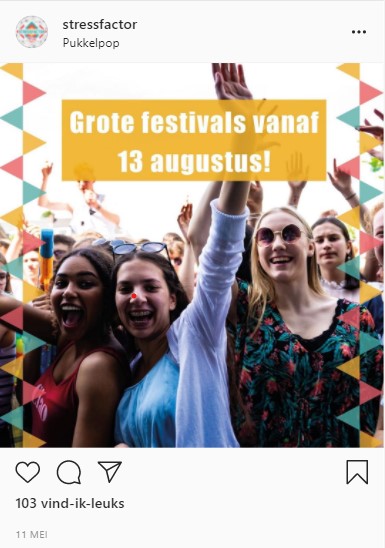 stressfactor
Pukkelpop
Grote festivals vanaf
13 augustus!
103 vind-ik-leuks
11 MEI